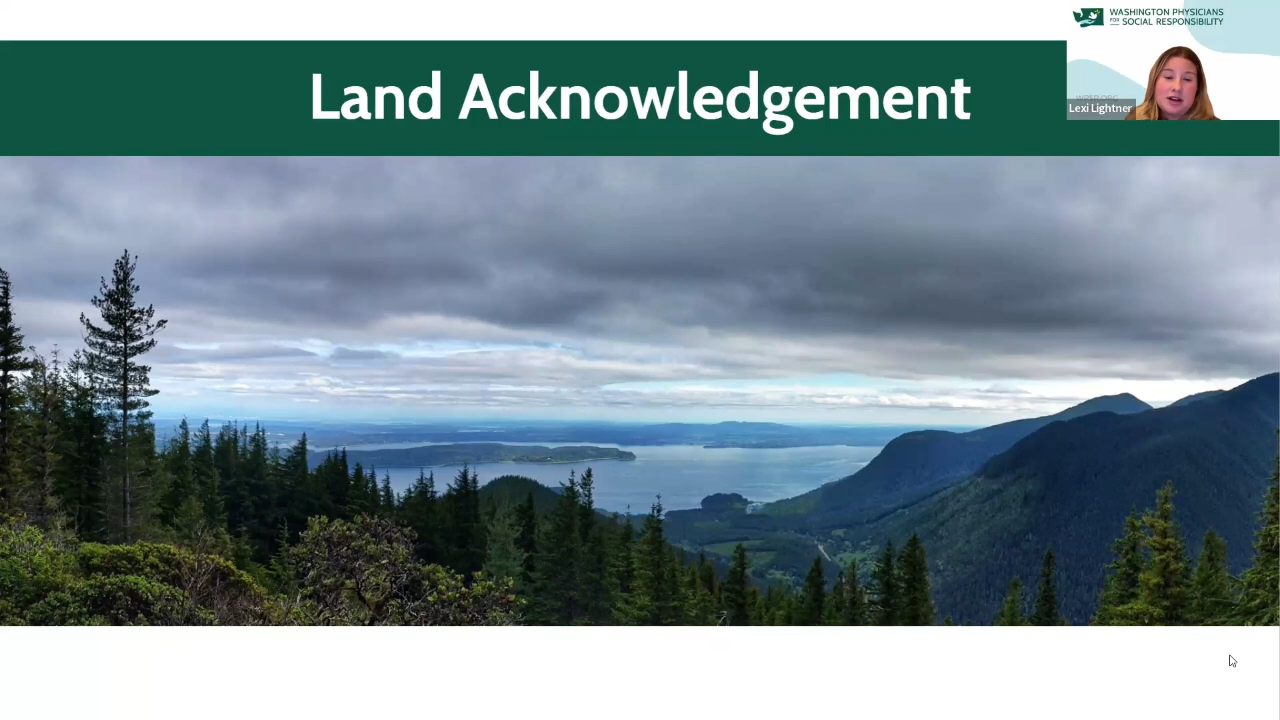 WASHINGTON PHYSICIANS
FOR SOCIAL RESPONSIBILITY
Land Acknowledgement
Lexi Lightner